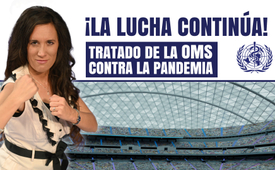 ¡LA LUCHA CONTINÚA!
TRATADO DE LA OMS
CONTRA LA PANDEMIA